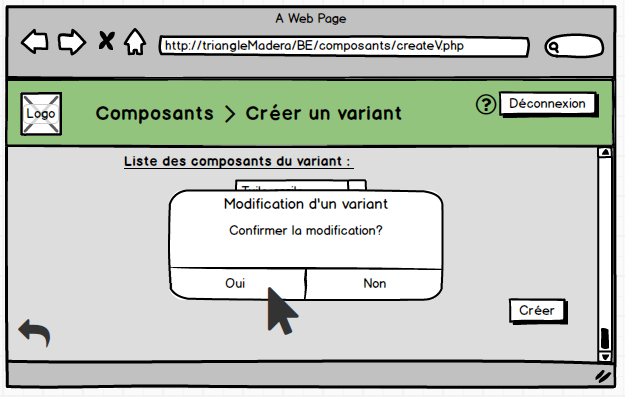 A Web Page
http://triangleMadera/BE/composants/createV.php
Logo
Composants > Créer un variant
?
Déconnexion
Liste des composants du variant :
Modification d'un variant
Confirmer la modification?
Oui
Non
Créer